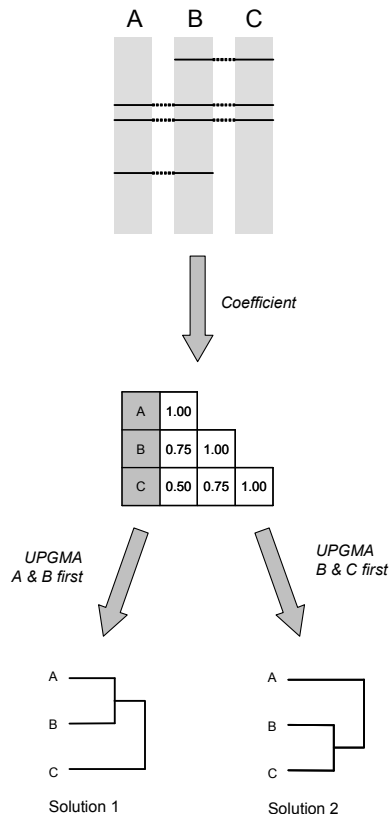 A B C
Coefficient
A 1.00
B 0.75 1.00
C 0.50 0.75 1.00
UPGMA
A & B first
UPGMA
B & C first
A
B
C
Solution 1
A
B
C
Solution 2